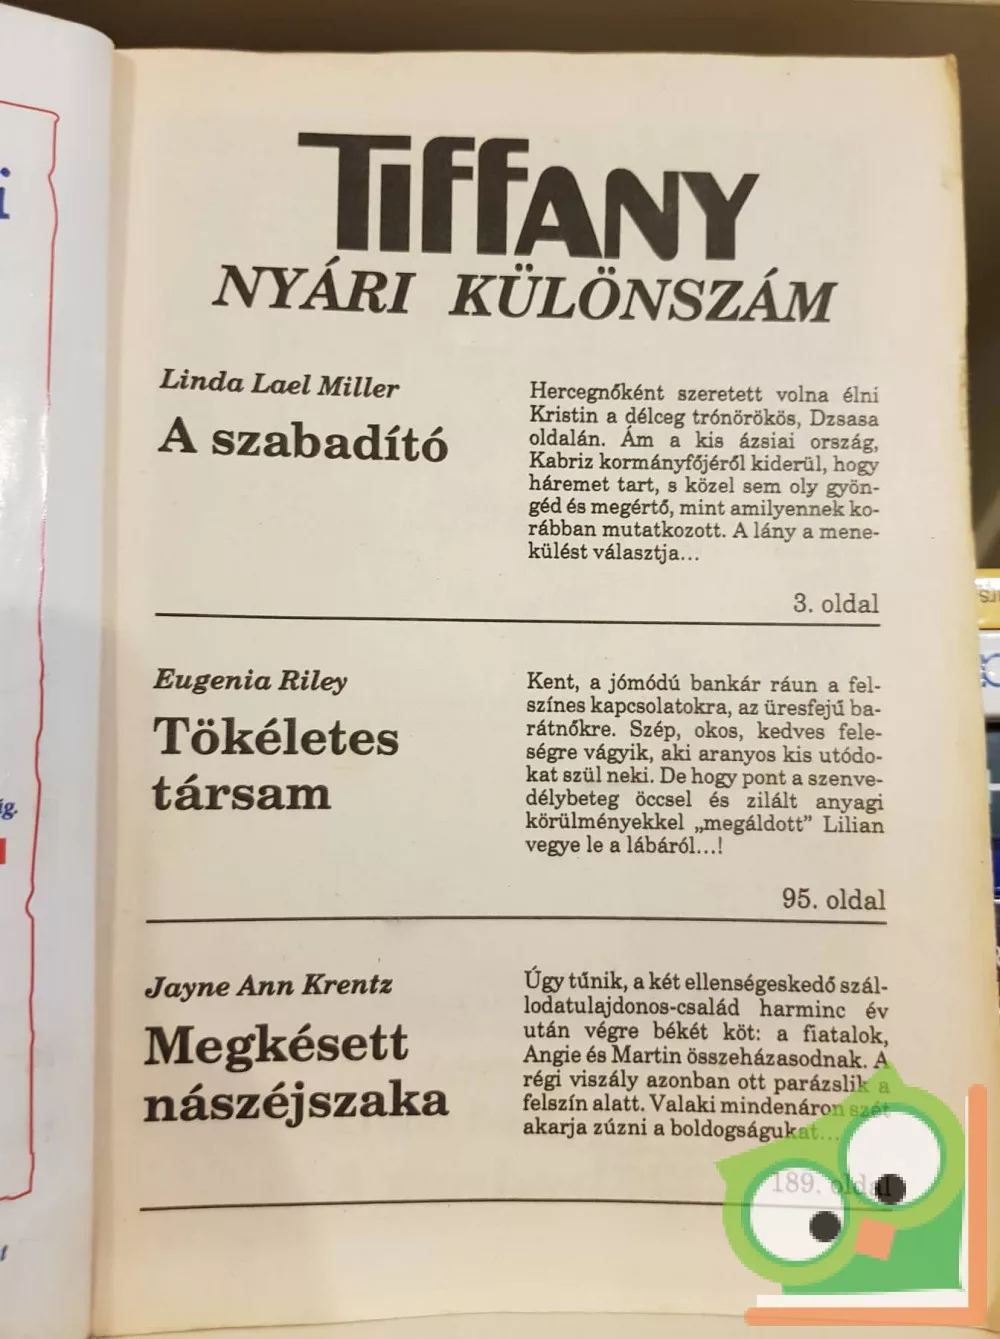 Tiffany
NYÁRI KÜLÖNSZÁM
Linda Lael Miller
A szabadító
Hercegnőként szeretett volna élni
Kristin a délceg trónörökös, Dzsasa
oldalán. Ám a kis ázsiai ország,
Kabriz kormányfőjéről kiderül, hogy
háremet tart, s közel sem oly gyön-
géd és megértő, mint amilyennek ko-
rábban mutatkozott. A lány a mene-
külést választja...
3. oldal
Eugenia Riley
Tökéletes
társam
Kent, a jómódú bankár ráun a fel-
színes kapcsolatokra, az üresfejű ba-
rátnőkre. Szép, okos, kedves fele-
ségre vágyik, aki aranyos kis utódo-
kat szül neki. De hogy pont a szenve-
délybeteg öccsel és zilált anyagi
körülményekkel „megáldott” Lilian
vegye le a lábáról...!
95. oldal
Jayne Ann Krentz
Megkésett
nászéjszaka
Úgy tűnik, a két ellenségeskedő szál-
lodatulajdonos-család harminc év
után végre békét köt: a fiatalok,
Angie és Martin összeházasodnak. A
régi viszály azonban ott parázslik a
felszín alatt. Valaki mindenáron szét
akarja zúzni a boldogságukat...
189. oldal